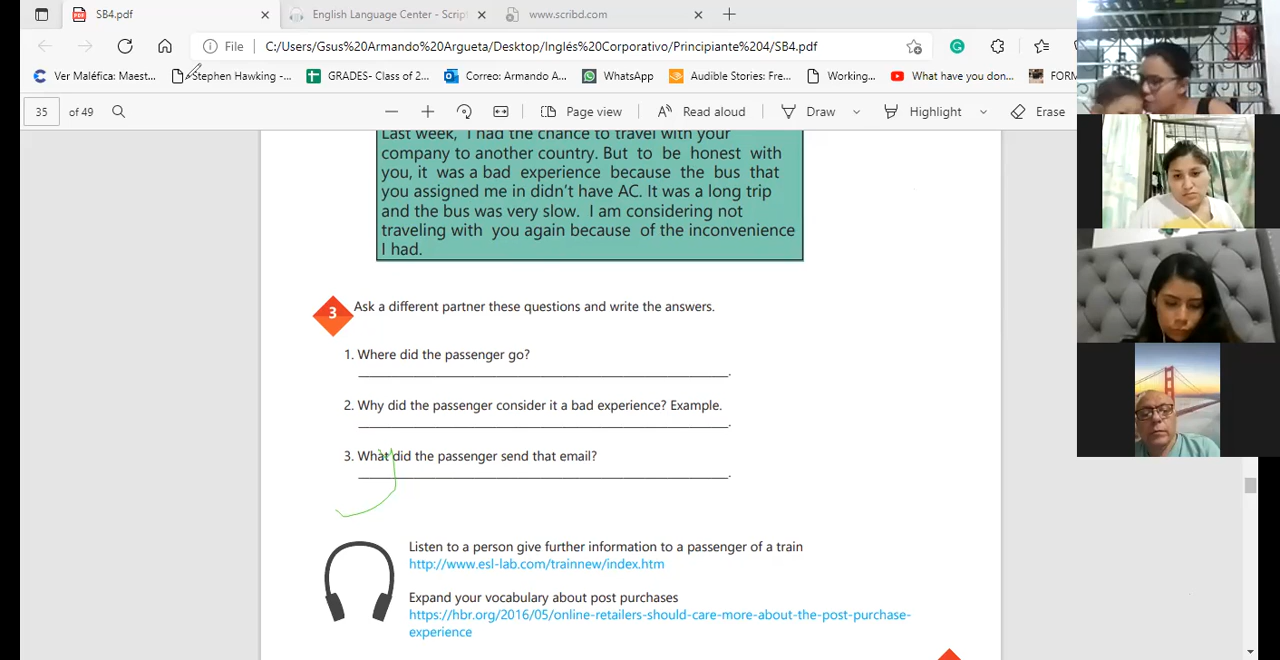 SB4.pdf
English Language Center - Script
www.scribd.com
File
C:/Users/Gsus%20Armando%20Argueta/Desktop/Inglés%20Corporativo/Principiante%204/SB4.pdf
Ver Maléfica: Maest...
Stephen Hawking -...
GRADES- Class of 2...
Correo: Armando A...
WhatsApp
Audible Stories: Fre...
Working...
What have you don...
FORM
35 of 49
Page view
Read aloud
Draw
Highlight
Erase
Last week, I had the chance to travel with your
company to another country. But to be honest with
you, it was a bad experience because the bus that
you assigned me in didn't have AC. It was a long trip
and the bus was very slow. I am considering not
traveling with you again because of the inconvenience
I had.
3 Ask a different partner these questions and write the answers.
1. Where did the passenger go?
2. Why did the passenger consider it a bad experience? Example.
3. What did the passenger send that email?
y
Listen to a person give further information to a passenger of a train
http://www.esl-lab.com/trainnew/index.htm
Expand your vocabulary about post purchases
https://hbr.org/2016/05/online-retailers-should-care-more-about-the-post-purchase-
experience